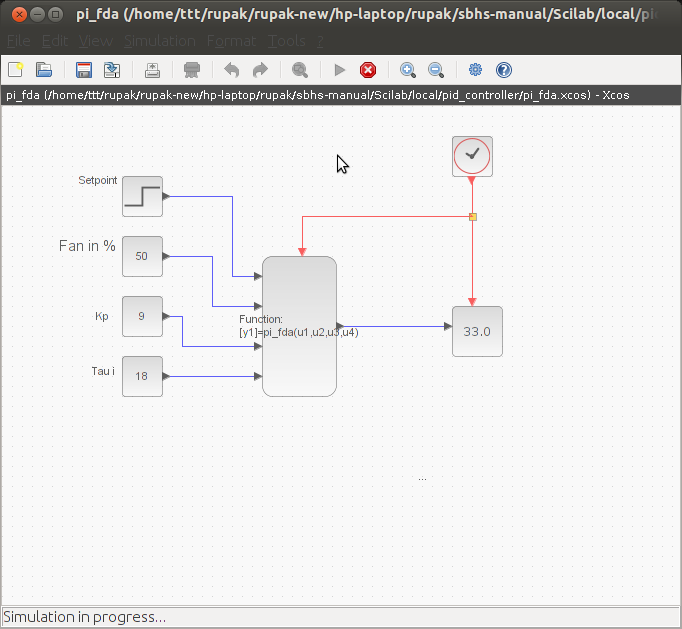 pi_fda (/home/ttt/rupak/rupak-new/hp-laptop/rupak/sbhs-manual/Scilab/local/pi
File Edit View Simulation Format Tools ?
pi_fda (/home/ttt/rupak/rupak-new/hp-laptop/rupak/sbhs-manual/Scilab/local/pid_controller/pi_fda.xcos) - Xcos
Setpoint
Fan in %
50
Kp
9
Function:
[y1]=pi_fda(u1,u2,u3,u4)
33.0
Tau i
18
...
Simulation in progress...